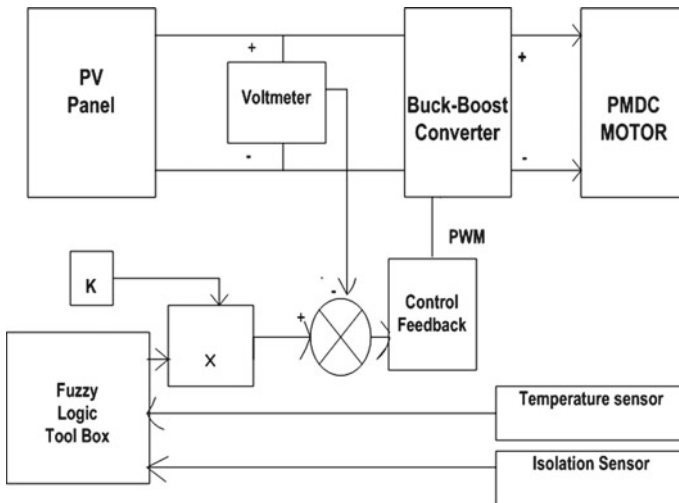 PV
Panel
+
Voltmeter
-
Buck-Boost
Converter
+
-
PMDC
MOTOR
PWM
K
X
+
-
Control
Feedback
Fuzzy
Logic
Tool Box
Temperature sensor
Isolation Sensor